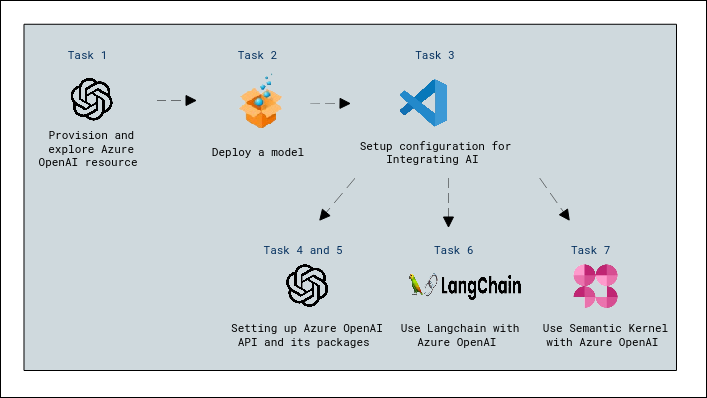 Task 1
Task 2
Task 3
Provision and
explore Azure
OpenAI resource
Deploy a model
Setup configuration for
Integrating AI
Task 4 and 5
Task 6
Task 7
LangChain
Setting up Azure OpenAI
API and its packages
Use Langchain with
Azure OpenAI
Use Semantic Kernel
with Azure OpenAI